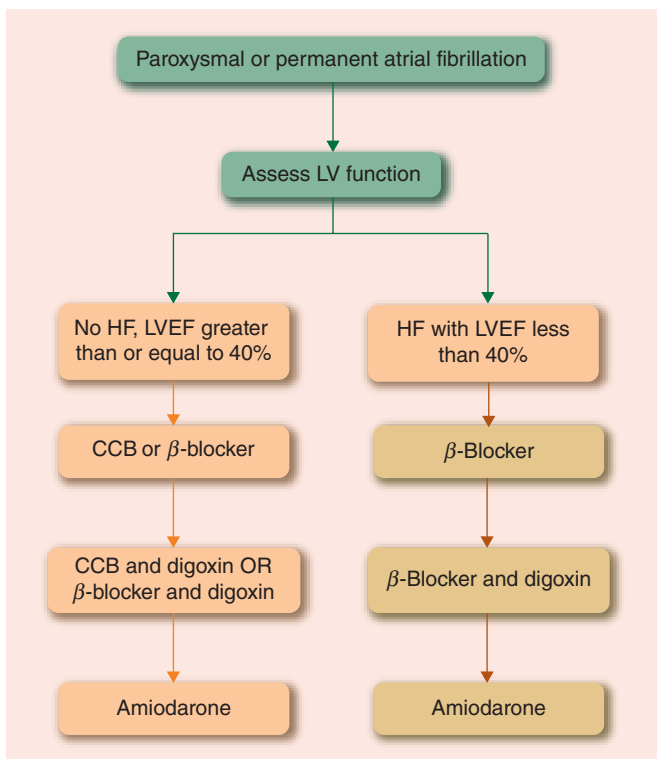 Paroxysmal or permanent atrial fibrillation
Assess LV function
No HF, LVEF greater
than or equal to 40%
HF with LVEF less
than 40%
CCB or β-blocker
β-Blocker
CCB and digoxin OR
β-blocker and digoxin
β-Blocker and digoxin
Amiodarone
Amiodarone